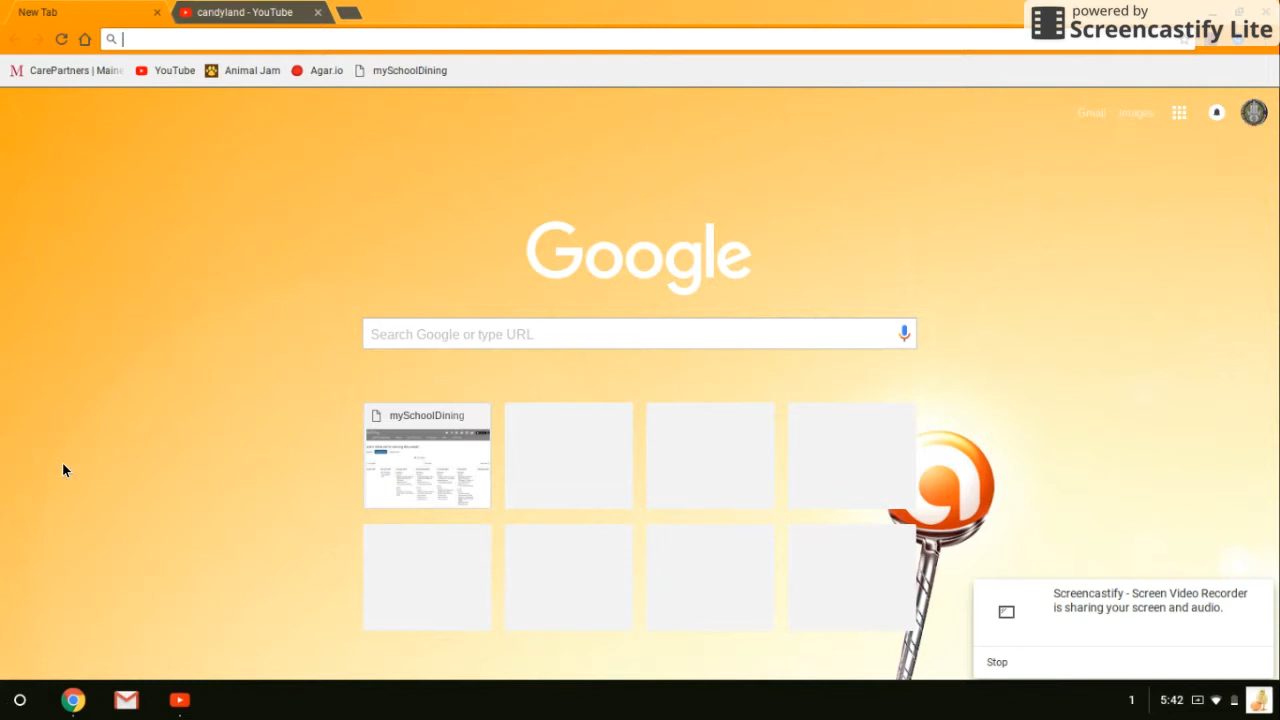 New Tab
candyland - YouTube
powered by
Screencastify Lite
CarePartners | Maine
YouTube
Animal Jam
Agar.io
mySchoolDining
Gmail
Images
Google
Search Google or type URL
mySchoolDining
Screencastify - Screen Video Recorder
is sharing your screen and audio.
Stop
1
5:42